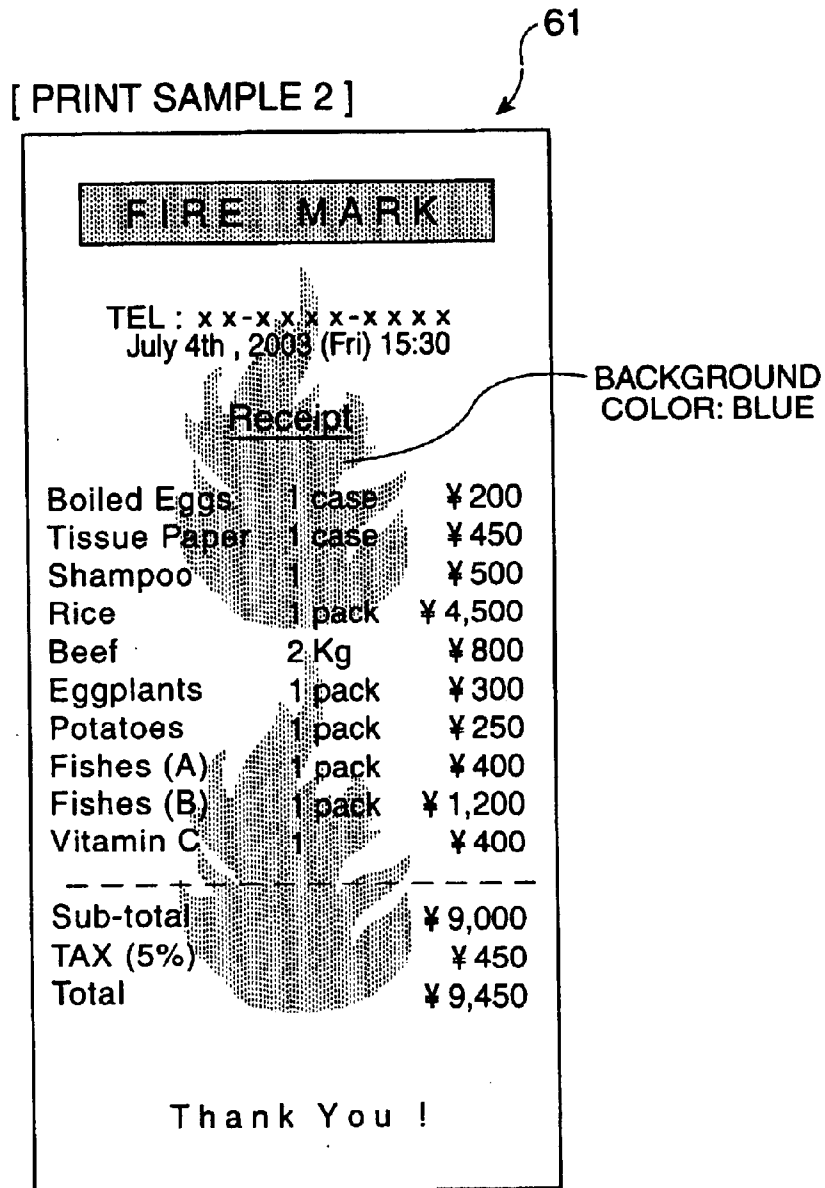 61
[ PRINT SAMPLE 2 ]
FIRE MARK
TEL : x x - x x x x - x x x x
July 4th , 2003 (Fri) 15:30
BACKGROUND
COLOR: BLUE
Receipt
Boiled Eggs 1 case ¥ 200
Tissue Paper 1 case ¥ 450
Shampoo 1 ¥ 500
Rice 1 pack ¥ 4,500
Beef 2 Kg ¥ 800
Eggplants 1 pack ¥ 300
Potatoes 1 pack ¥ 250
Fishes (A) 1 pack ¥ 400
Fishes (B) 1 pack ¥ 1,200
Vitamin C 1 ¥ 400
Sub-total ¥ 9,000
TAX (5%) ¥ 450
Total ¥ 9,450
Thank You !